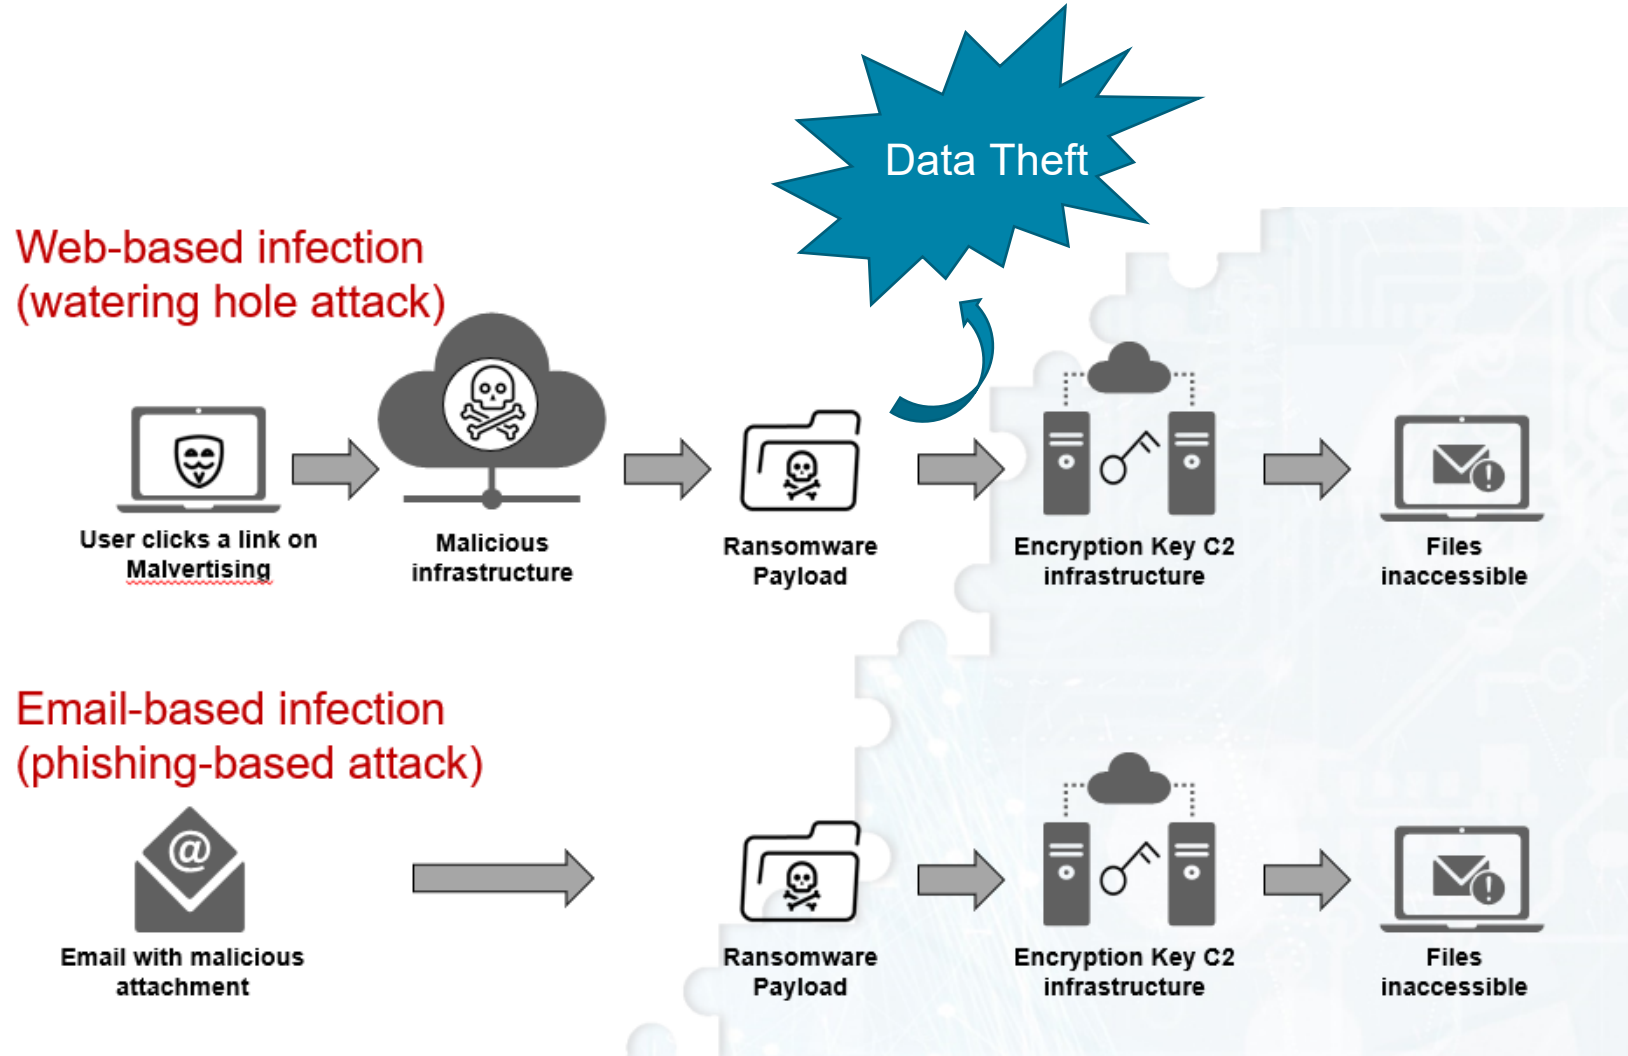 Data Theft
Web-based infection
(watering hole attack)
User clicks a link on
Malvertising
Malicious
infrastructure
Ransomware
Payload
Encryption Key C2
infrastructure
Files
inaccessible
Email-based infection
(phishing-based attack)
@
Email with malicious
attachment
Ransomware
Payload
Encryption Key C2
infrastructure
Files
inaccessible